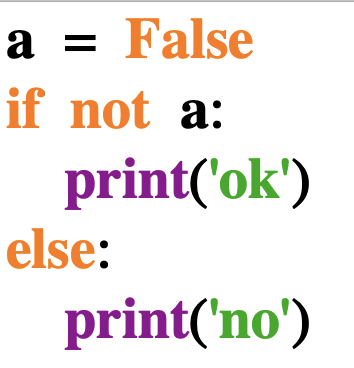 a = False
if not a:
  print('ok')
else:
  print('no')